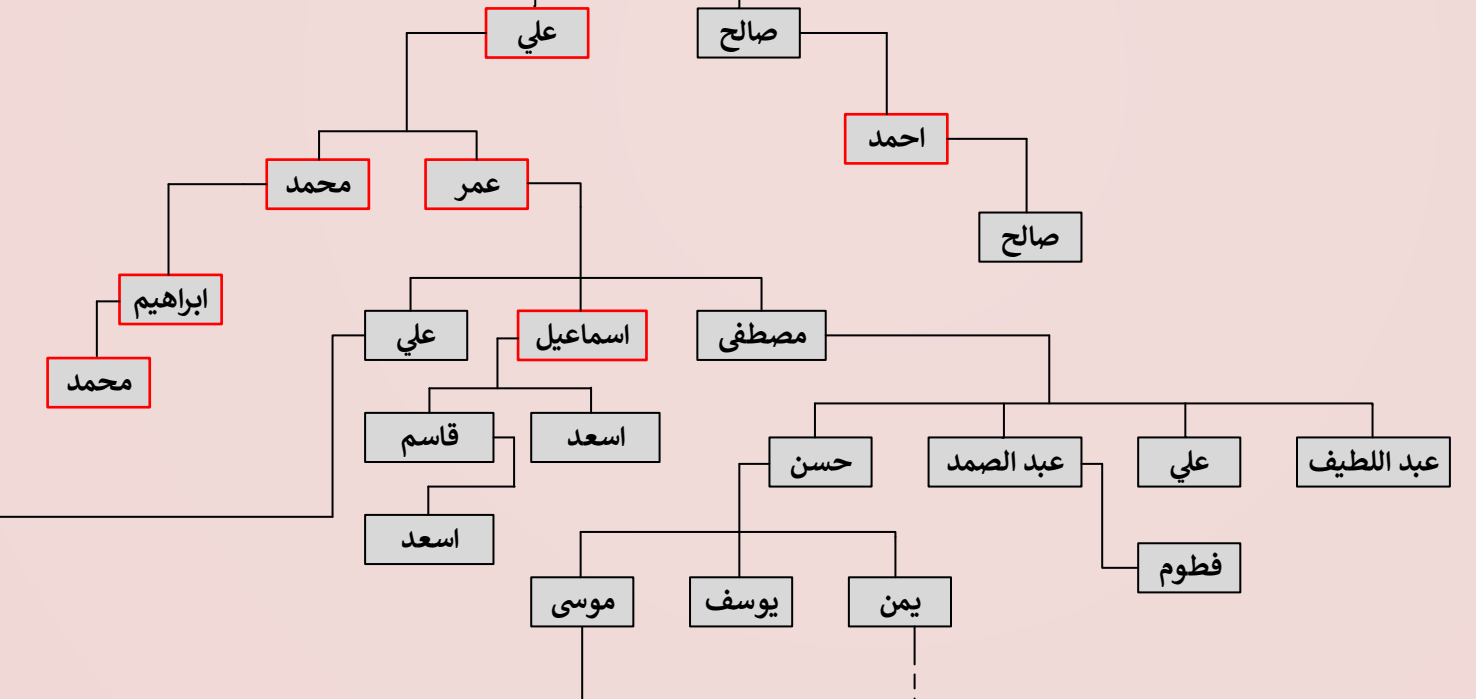 صالح
علي
احمد
عمر
محمد
صالح
ابراهيم
مصطفى
اسماعيل
علي
محمد
اسعد
قاسم
عبد اللطيف
علي
عبد الصمد
حسن
اسعد
فطوم
يمن
يوسف
موسى